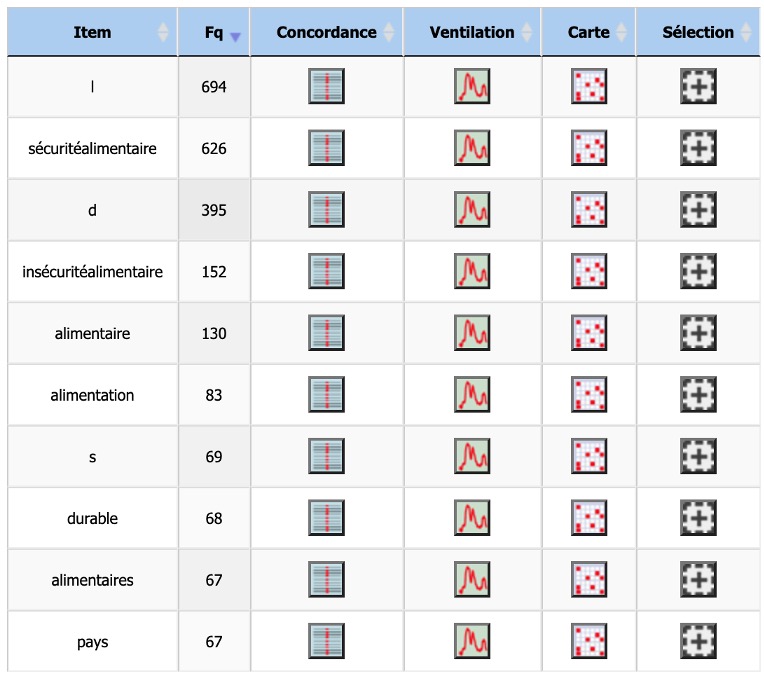 Item Fq Concordance Ventilation Carte Sélection
l 694
sécuritéalimentaire 626
d 395
insécuritéalimentaire 152
alimentaire 130
alimentation 83
s 69
durable 68
alimentaires 67
pays 67